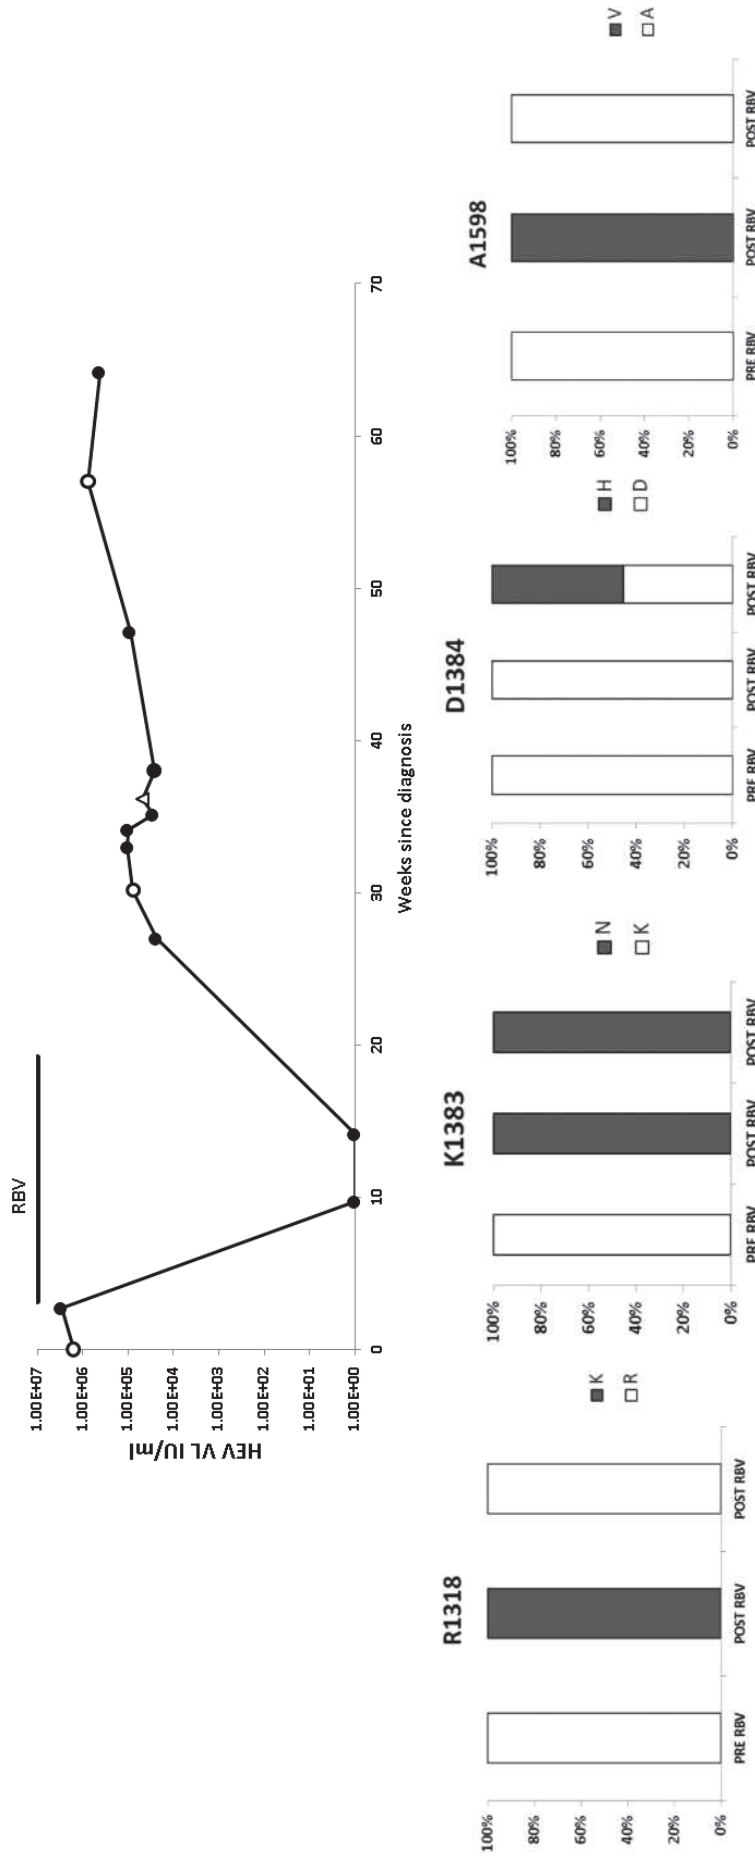 RBV
HEV VL IU/ml
1.00E+07
1.00E+06
1.00E+05
1.00E+04
1.00E+03
1.00E+02
1.00E+01
1.00E+00
0
10
20
30
40
50
60
70
Weeks since diagnosis
R1318
100%
80%
60%
40%
20%
0%
PRE RBV
POST RBV
POST RBV
K
R
K1383
100%
80%
60%
40%
20%
0%
PRE RBV
POST RBV
POST RBV
N
K
D1384
100%
80%
60%
40%
20%
0%
PRE RBV
POST RBV
POST RBV
H
D
A1598
100%
80%
60%
40%
20%
0%
PRE RBV
POST RBV
POST RBV
V
A